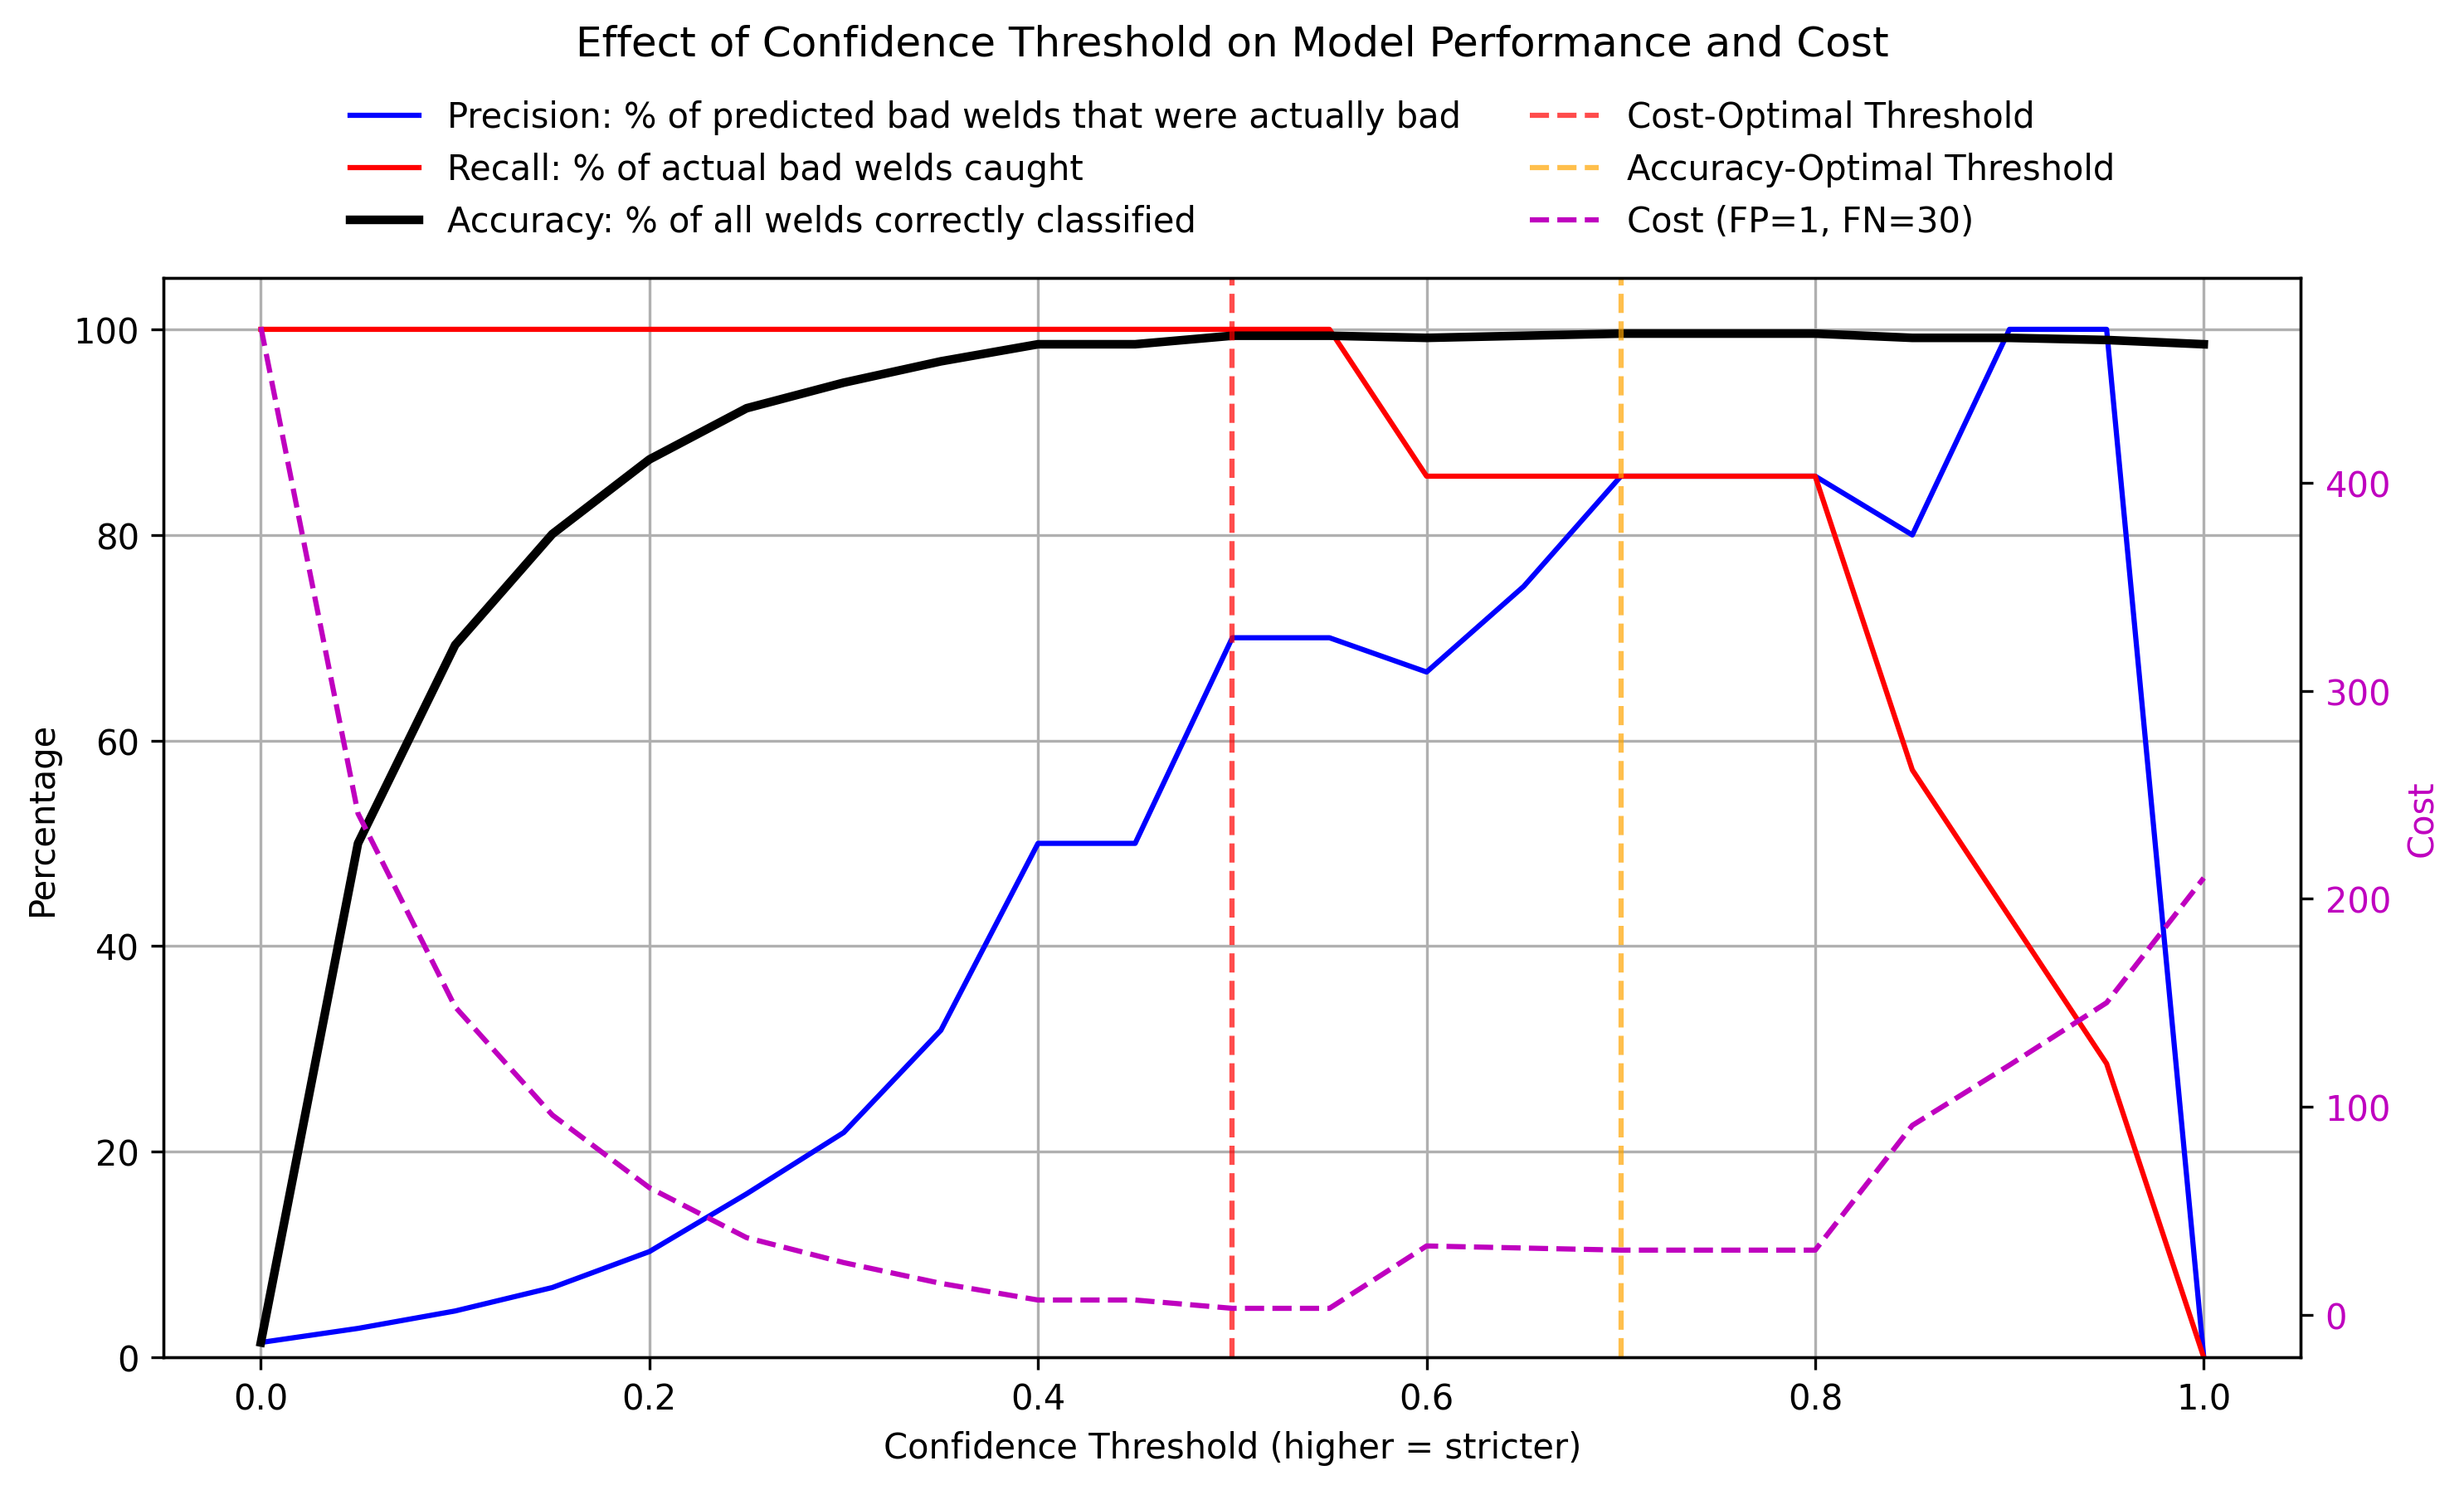 Effect of Confidence Threshold on Model Performance and Cost
Precision: % of predicted bad welds that were actually bad
Recall: % of actual bad welds caught
Accuracy: % of all welds correctly classified
Cost-Optimal Threshold
Accuracy-Optimal Threshold
Cost (FP=1, FN=30)
Percentage
100
80
60
40
20
0
400
300
200
100
0
Cost
0.0 0.2 0.4 0.6 0.8 1.0
Confidence Threshold (higher = stricter)